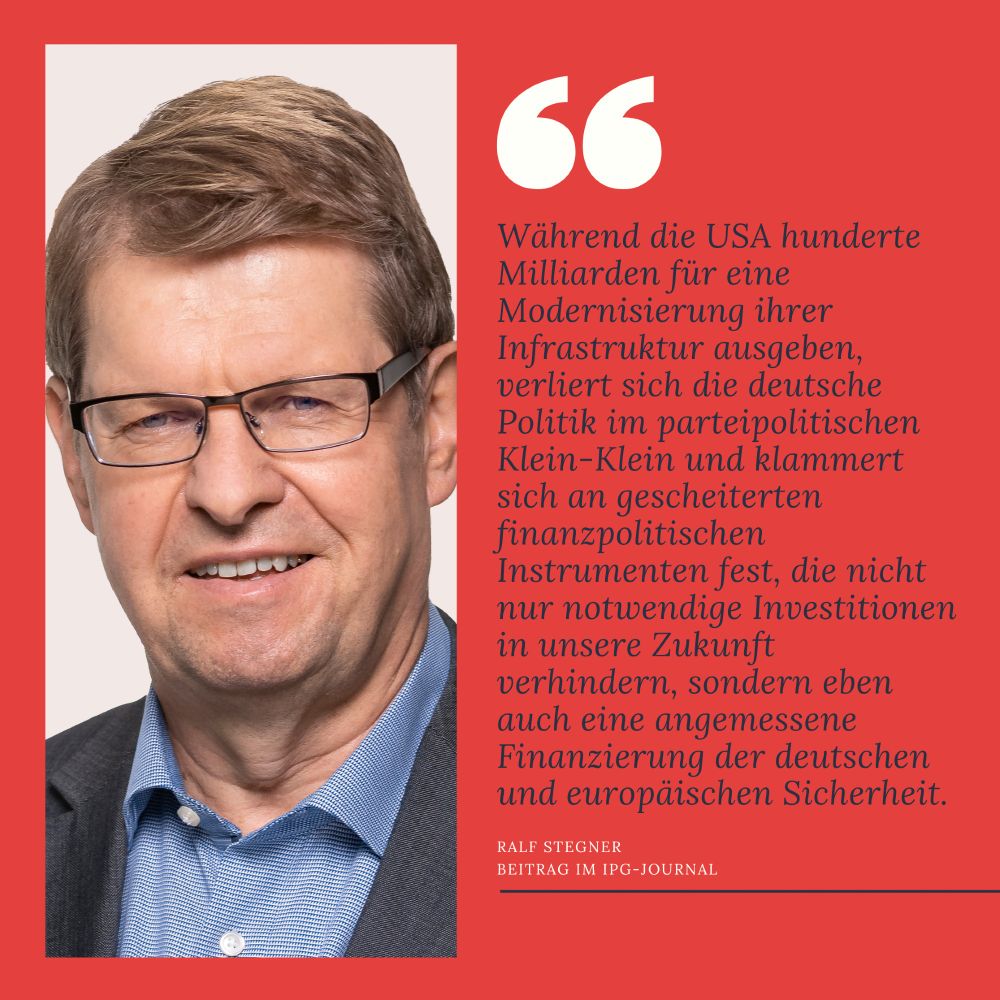 “
Während die USA hunderte
Milliarden für eine
Modernisierung ihrer
Infrastruktur ausgeben,
verliert sich die deutsche
Politik im parteipolitischen
Klein-Klein und klammert
sich an gescheiterten
finanzpolitischen
Instrumenten fest, die nicht
nur notwendige Investitionen
in unsere Zukunft
verhindern, sondern eben
auch eine angemessene
Finanzierung der deutschen
und europäischen Sicherheit.
RALF STEGNER
BEITRAG IM IPG-JOURNAL